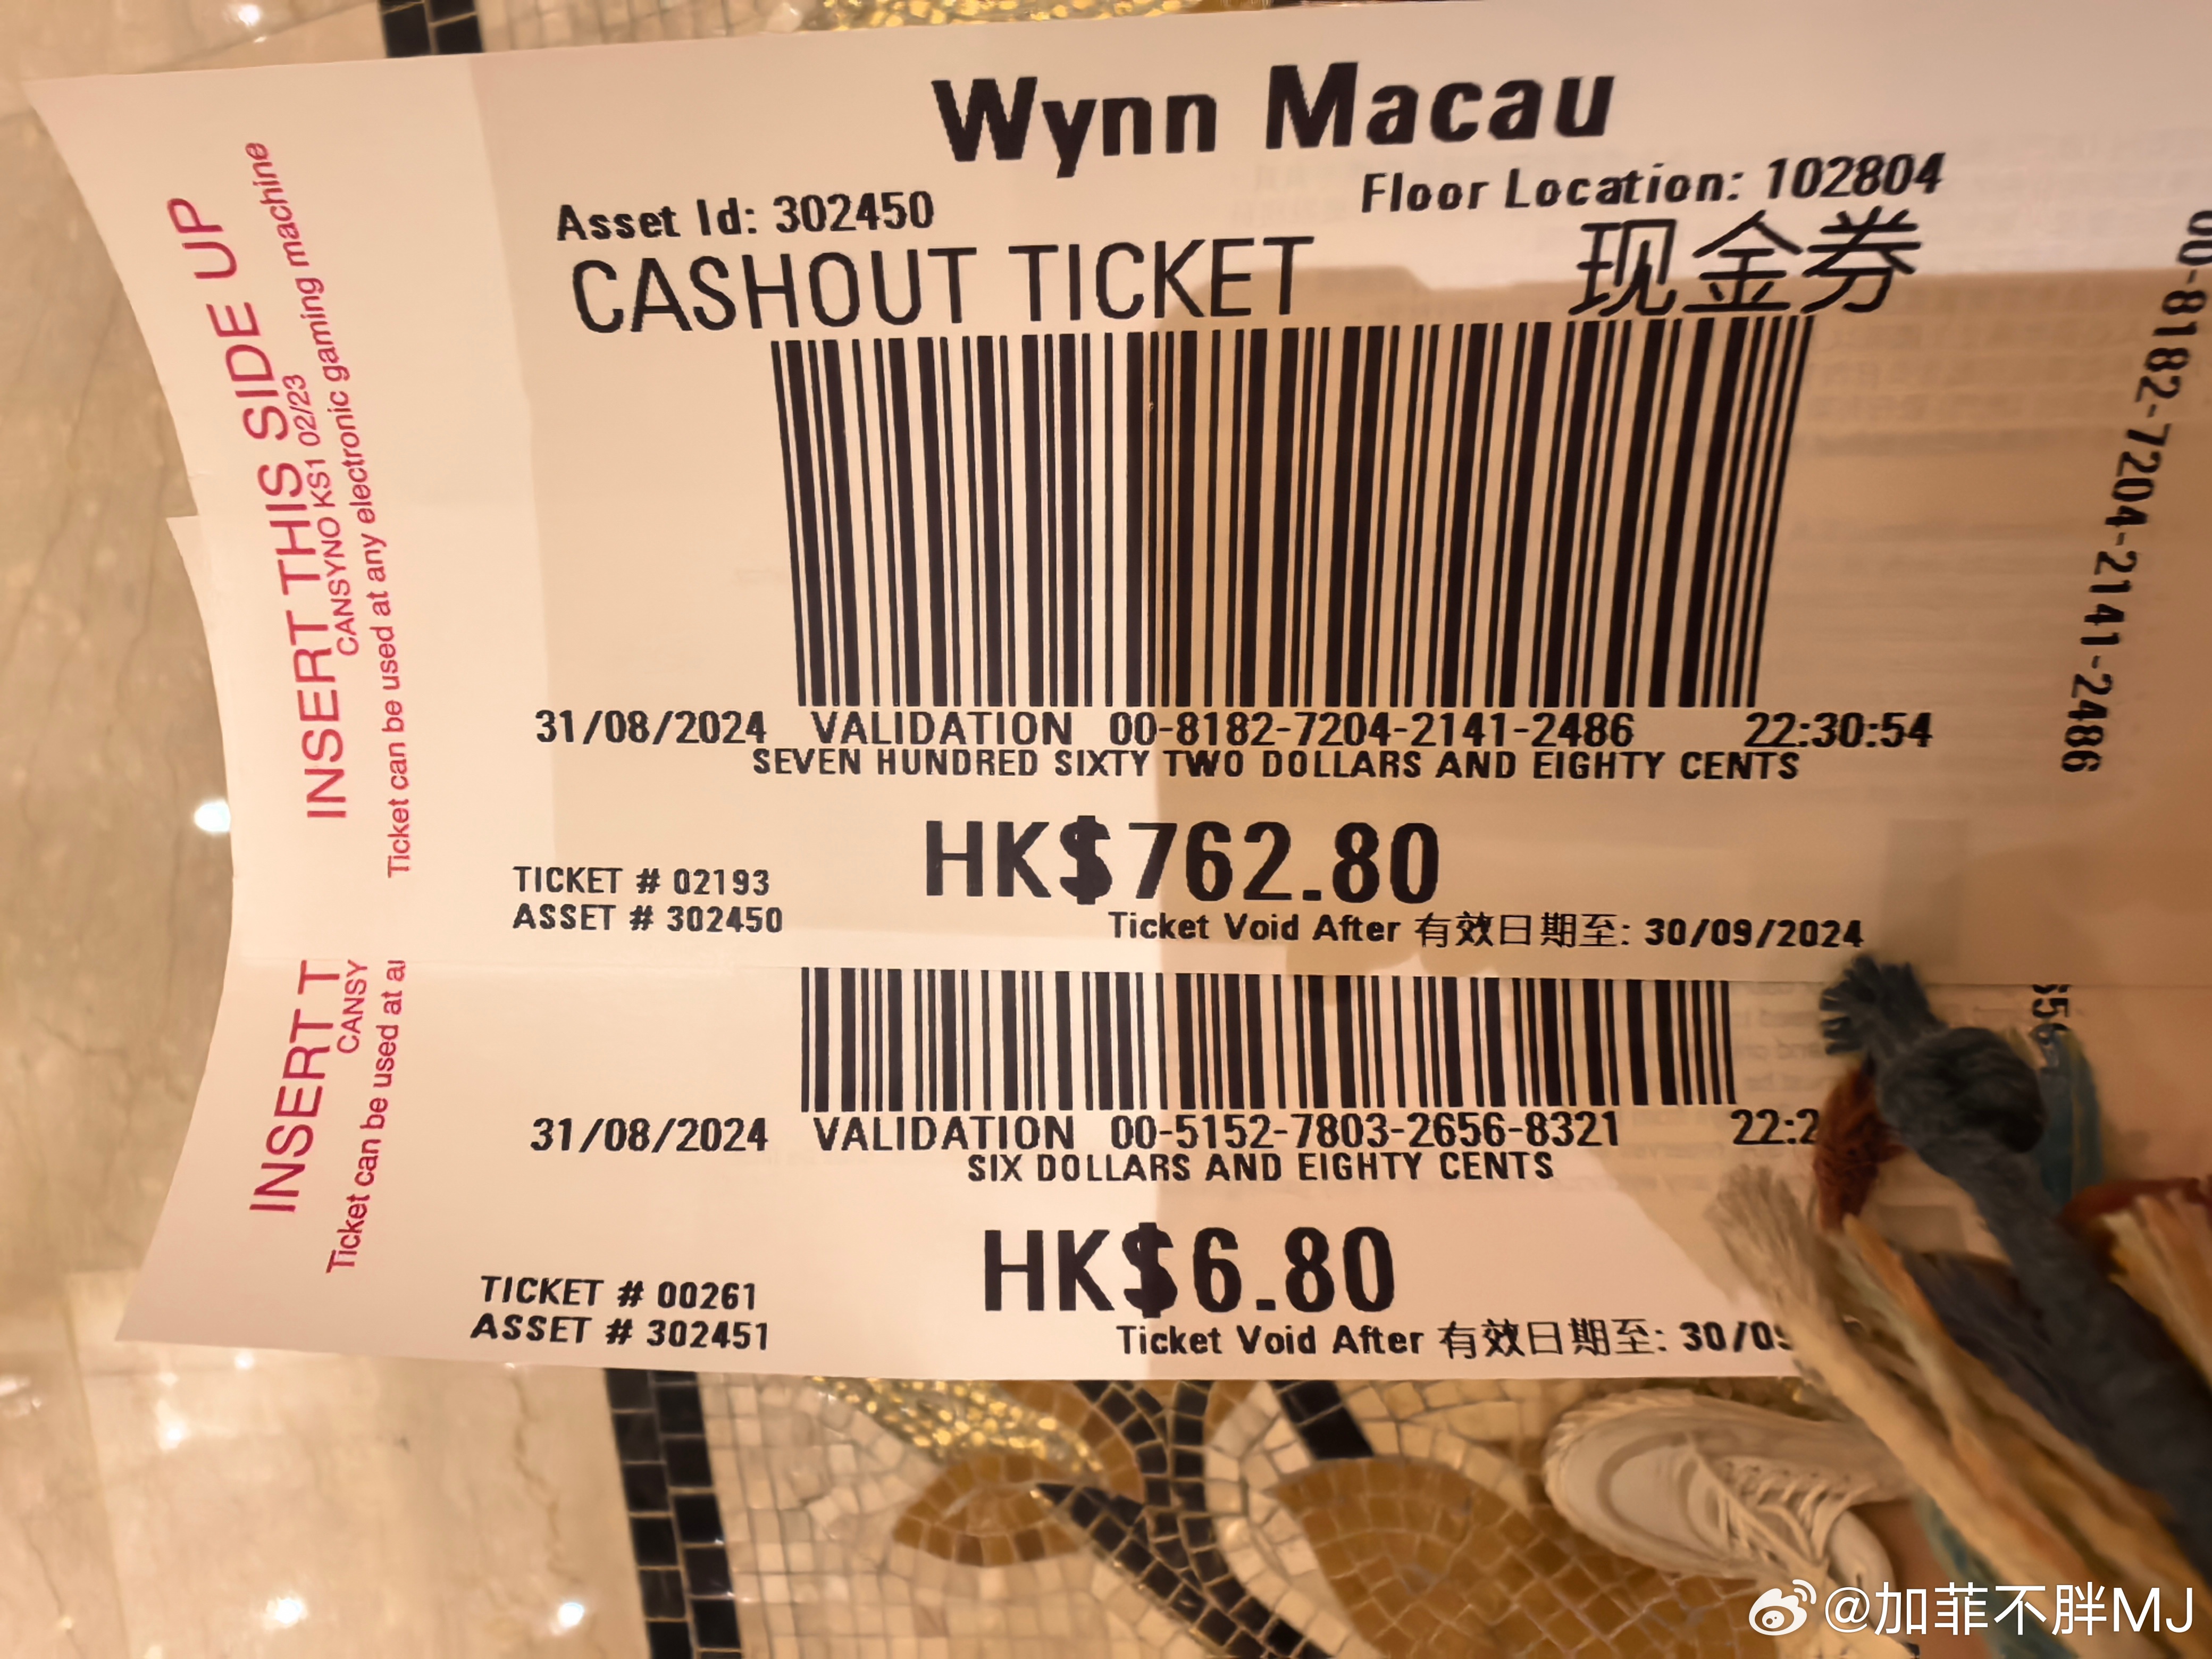 Wynn Macau
Asset Id: 302450
Floor Location: 102804
CASHOUT TICKET
现金券
31/08/2024 VALIDATION 00-8182-7204-2141-2486 22:30:54
SEVEN HUNDRED SIXTY TWO DOLLARS AND EIGHTY CENTS
HK$762.80
TICKET # 02193
ASSET # 302450
Ticket Void After 有效日期至: 30/09/2024
INSERT THIS SIDE UP
CANSYNO KS1 02/23
Ticket can be used at any electronic gaming machine
00-8182-7204-2141-2486
31/08/2024 VALIDATION 00-5152-7803-2656-8321 22:2
SIX DOLLARS AND EIGHTY CENTS
HK$6.80
TICKET # 00261
ASSET # 302451
Ticket Void After 有效日期至: 30/09
INSERT T
CANSY
Ticket can be used at a
@加菲不胖MJ